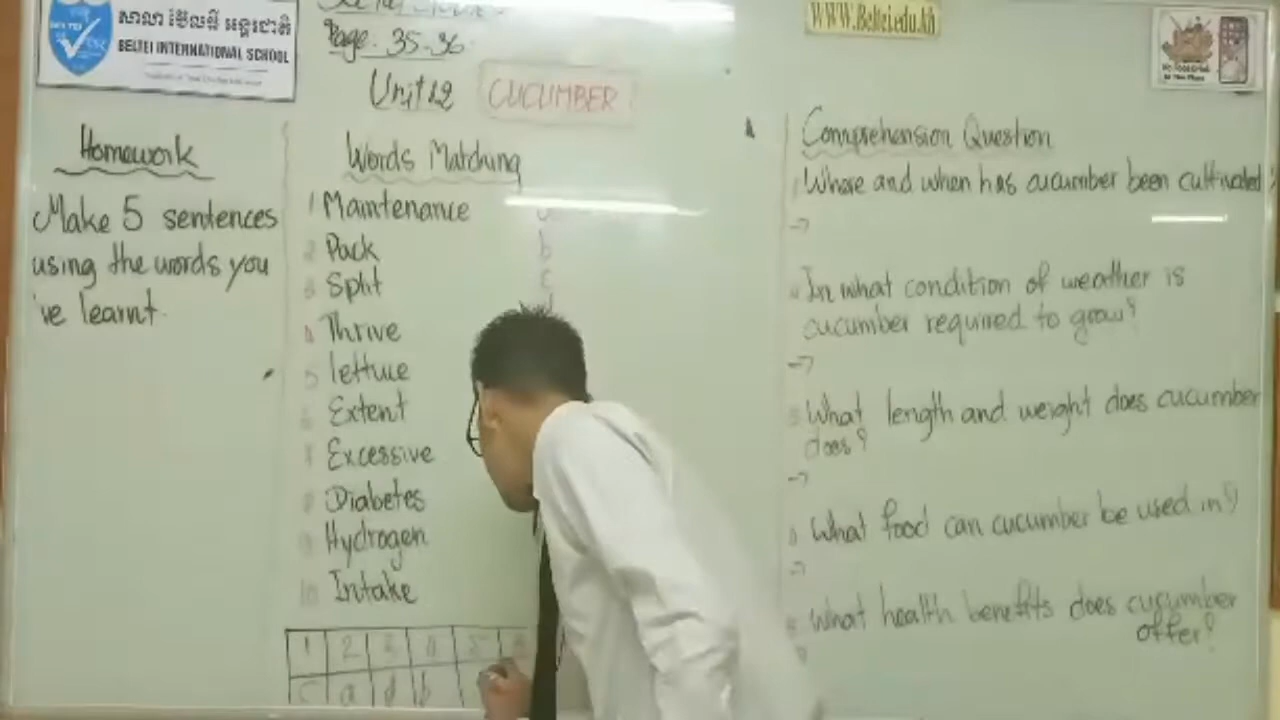 សាលា ប៊ែលធី អន្តរជាតិ
BELTEI INTERNATIONAL SCHOOL
WWW.Beltei.edu.kh
Page. 35-36
Unit 12 CUCUMBER
Homework
Make 5 sentences
using the words you
've learnt.
Words Matching
1 Maintenance
2 Pack b
3 Split c
4 Thrive
5 lettuce
6 Extent
7 Excessive
8 Diabetes
9 Hydrogen
10 Intake
1 2 3 4 5
c a d b
Comprehension Question
1 Where and when has cucumber been cultivated?
→
2 In what condition of weather is
cucumber required to grow?
→
3 What length and weight does cucumber
does?
→
4 What food can cucumber be used in?
→
5 What health benefits does cucumber
offer?